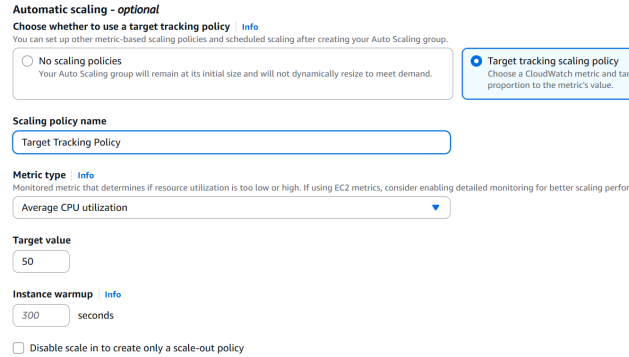 Automatic scaling - optional
Choose whether to use a target tracking policy | Info
You can set up other metric-based scaling policies and scheduled scaling after creating your Auto Scaling group.
No scaling policies
Your Auto Scaling group will remain at its initial size and will not dynamically resize to meet demand.
Target tracking scaling policy
Choose a CloudWatch metric and
proportion to the metric's value.
Scaling policy name
Target Tracking Policy
Metric type | Info
Monitored metric that determines if resource utilization is too low or high. If using EC2 metrics, consider enabling detailed monitoring for better scaling
Average CPU utilization
Target value
50
Instance warmup | Info
300 seconds
Disable scale in to create only a scale-out policy